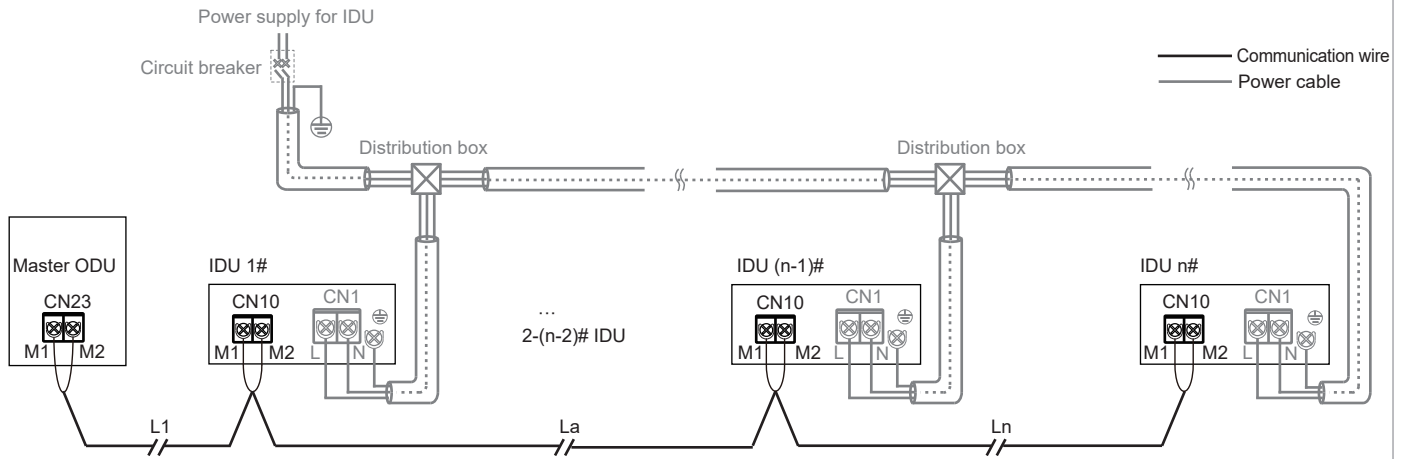 Power supply for IDU
Circuit breaker
Communication wire
Power cable
Distribution box
Distribution box
Master ODU
CN23
M1 M2
IDU 1#
CN10
CN1
M1 M2
L N
...
2-(n-2)# IDU
IDU (n-1)#
CN10
CN1
M1 M2
L N
IDU n#
CN10
CN1
M1 M2
L N
L1
La
Ln